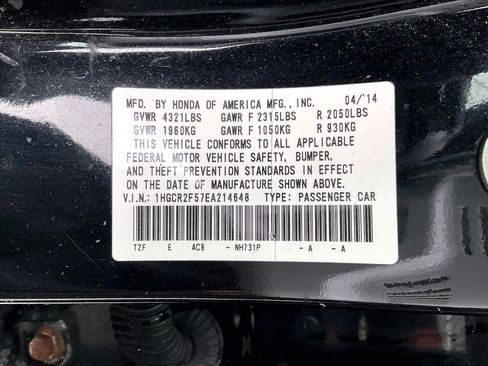 MFD. BY HONDA OF AMERICA MFG., INC. 04/'14
GVWR 4321LBS GAWR F 2315LBS R 2050LBS
GVWR 1960KG GAWR F 1050KG R 930KG
THIS VEHICLE CONFORMS TO ALL APPLICABLE
FEDERAL MOTOR VEHICLE SAFETY, BUMPER,
AND THEFT PREVENTION STANDARDS IN EFFECT
ON THE DATE OF MANUFACTURE SHOWN ABOVE.
V.I.N.: 1HGCR2F57EA214648 TYPE: PASSENGER CAR
T2F E AC8 -NH731P -A -A